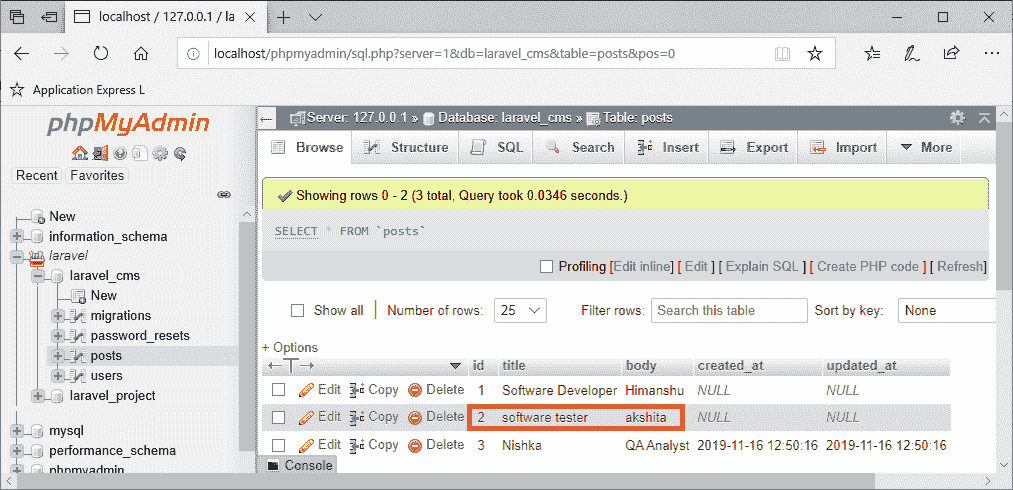 localhost / 127.0.0.1 / la
localhost/phpmyadmin/sql.php?server=1&db=laravel_cms&table=posts&pos=0
Application Express L
phpMyAdmin
Recent Favorites
New
information_schema
laravel
laravel_cms
New
migrations
password_resets
posts
users
laravel_project
mysql
performance_schema
phpmyadmin
Server: 127.0.0.1 » Database: laravel_cms » Table: posts
Browse Structure SQL Search Insert Export Import More
Showing rows 0 - 2 (3 total, Query took 0.0346 seconds.)
SELECT * FROM `posts`
Profiling [Edit inline] [ Edit ] [ Explain SQL ] [ Create PHP code ] [ Refresh]
Show all Number of rows: 25 Filter rows: Search this table Sort by key: None
+ Options
←T→ id title body created_at updated_at
Edit Copy Delete 1 Software Developer Himanshu NULL NULL
Edit Copy Delete 2 software tester akshita NULL NULL
Edit Copy Delete 3 Nishka QA Analyst 2019-11-16 12:50:16 2019-11-16 12:50:16
Console